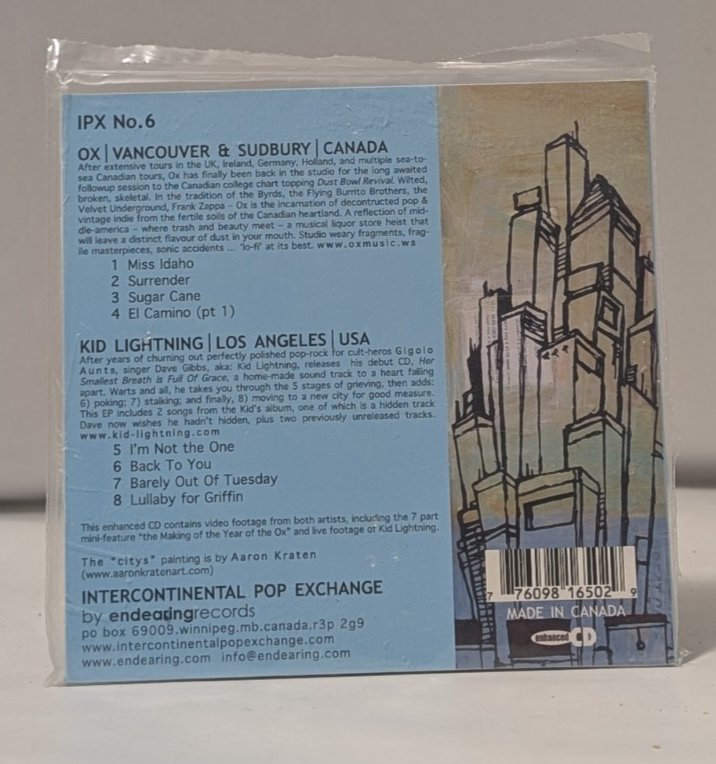 IPX No.6
OX | VANCOUVER & SUDBURY | CANADA
After extensive tours in the UK, Ireland, Germany, Holland, and multiple sea-to-
sea Canadian tours, Ox has finally been back in the studio for the long awaited
followup session to the Canadian college chart topping Dust Bowl Revival. Wilted,
broken, skeletal. In the tradition of the Byrds, the Flying Burrito Brothers, the
Velvet Underground, Frank Zappa – Ox is the incarnation of decontructed pop &
vintage indie from the fertile soils of the Canadian heartland. A reflection of mid-
dle-america – where trash and beauty meet – a musical liquor store heist that
will leave a distinct flavour of dust in your mouth. Studio weary fragments, frag-
ile masterpieces, sonic accidents ... 'lo-fi' at its best. www.oxmusic.ws
1 Miss Idaho
2 Surrender
3 Sugar Cane
4 El Camino (pt 1)
KID LIGHTNING | LOS ANGELES | USA
After years of churning out perfectly polished pop-rock for cult-heros Gigolo
Aunts, singer Dave Gibbs, aka: Kid Lightning, releases his debut CD, Her
Smallest Breath is Full Of Grace, a home-made sound track to a heart falling
apart. Warts and all, he takes you through the 5 stages of grieving, then adds:
6) poking; 7) stalking; and finally, 8) moving to a new city for good measure.
This EP includes 2 songs from the Kid's album, one of which is a hidden track
Dave now wishes he hadn't hidden, plus two previously unreleased tracks.
www.kid-lightning.com
5 I'm Not the One
6 Back To You
7 Barely Out Of Tuesday
8 Lullaby for Griffin
This enhanced CD contains video footage from both artists, including the 7 part
mini-feature "the Making of the Year of the Ox" and live footage of Kid Lightning.
The "citys" painting is by Aaron Kraten
(www.aaronkratenart.com)
INTERCONTINENTAL POP EXCHANGE
by endearingrecords
po box 69009.winnipeg.mb.canada.r3p 2g9
www.intercontinentalpopexchange.com
www.endearing.com info@endearing.com
7 76098 16502 9
MADE IN CANADA
enhanced CD